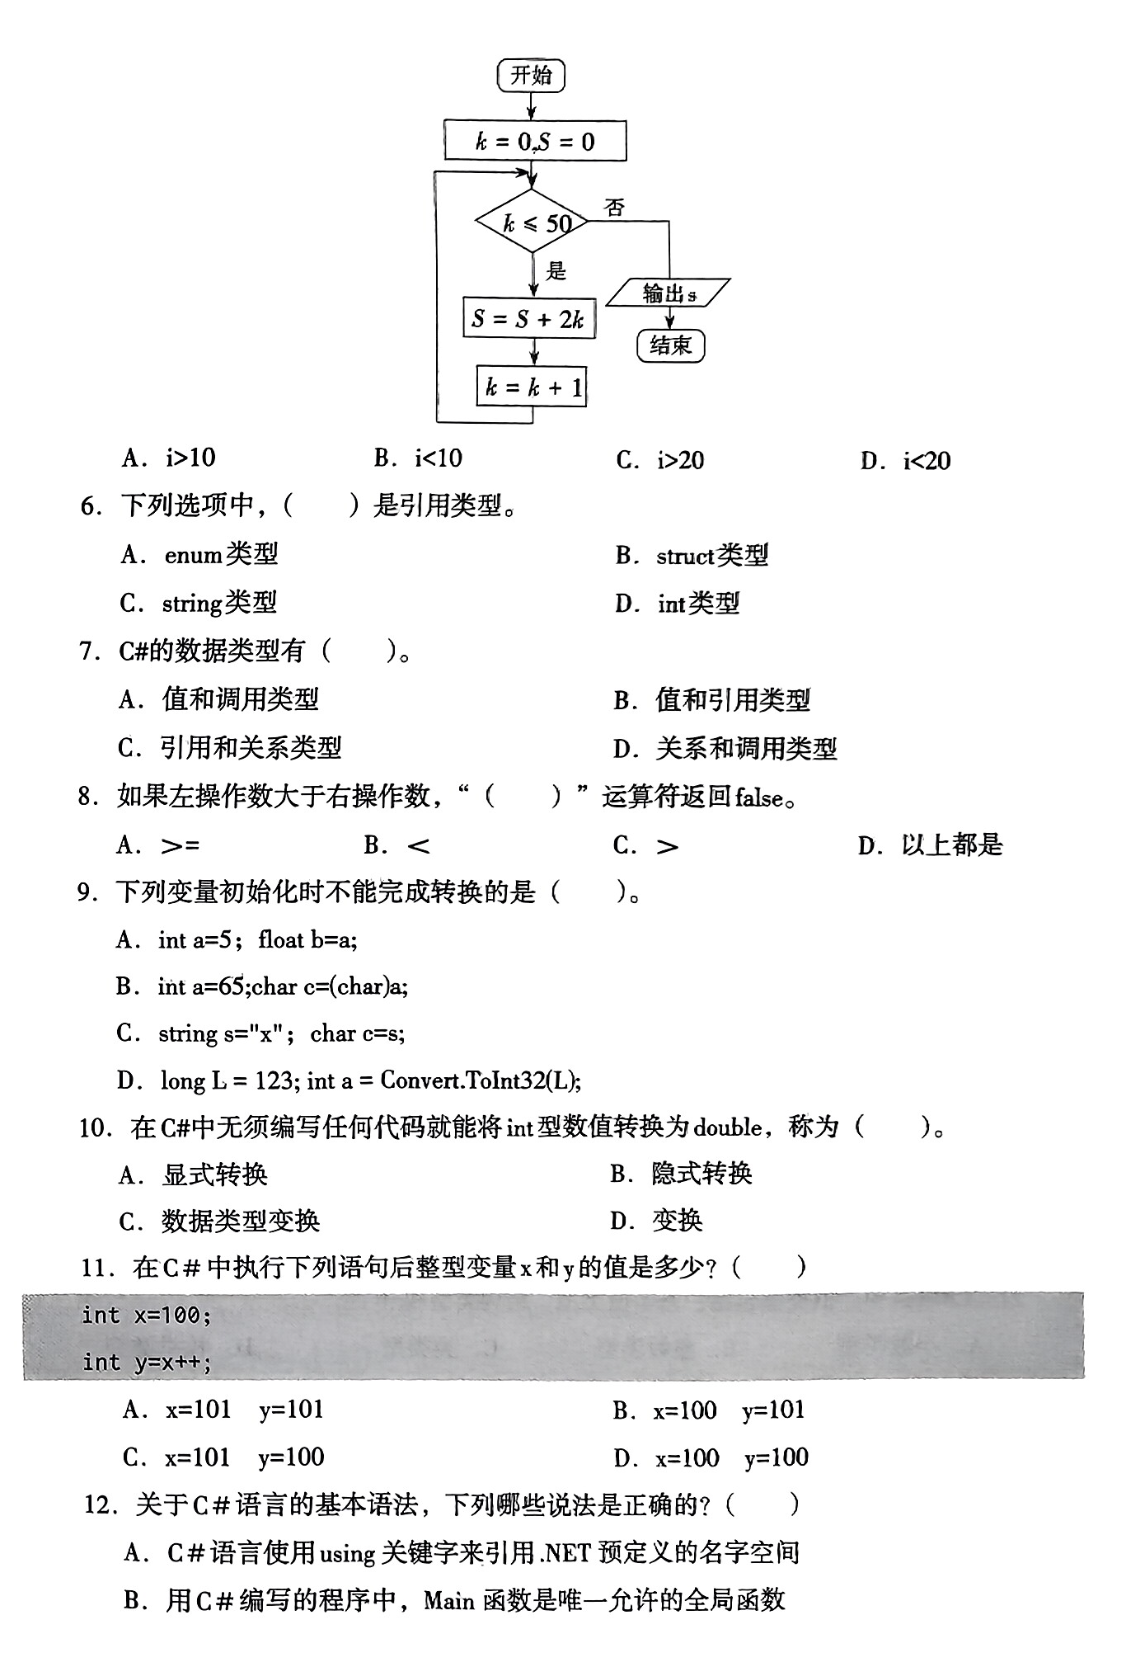 开始
k = 0,S = 0
k ≤ 50
否
是
输出s
S = S + 2k
结束
k = k + 1
A. i>10 B. i<10 C. i>20 D. i<20
6. 下列选项中，（ ）是引用类型。
A. enum类型 B. struct类型
C. string类型 D. int类型
7. C#的数据类型有（ ）。
A. 值和调用类型 B. 值和引用类型
C. 引用和关系类型 D. 关系和调用类型
8. 如果左操作数大于右操作数，“（ ）”运算符返回false。
A. >= B. < C. > D. 以上都是
9. 下列变量初始化时不能完成转换的是（ ）。
A. int a=5；float b=a;
B. int a=65;char c=(char)a;
C. string s="x"；char c=s;
D. long L = 123; int a = Convert.ToInt32(L);
10. 在C#中无须编写任何代码就能将int型数值转换为double，称为（ ）。
A. 显式转换 B. 隐式转换
C. 数据类型变换 D. 变换
11. 在C#中执行下列语句后整型变量x和y的值是多少?（ ）
int x=100;
int y=x++;
A. x=101 y=101 B. x=100 y=101
C. x=101 y=100 D. x=100 y=100
12. 关于C#语言的基本语法，下列哪些说法是正确的?（ ）
A. C#语言使用using关键字来引用.NET预定义的名字空间
B. 用C#编写的程序中，Main 函数是唯一允许的全局函数